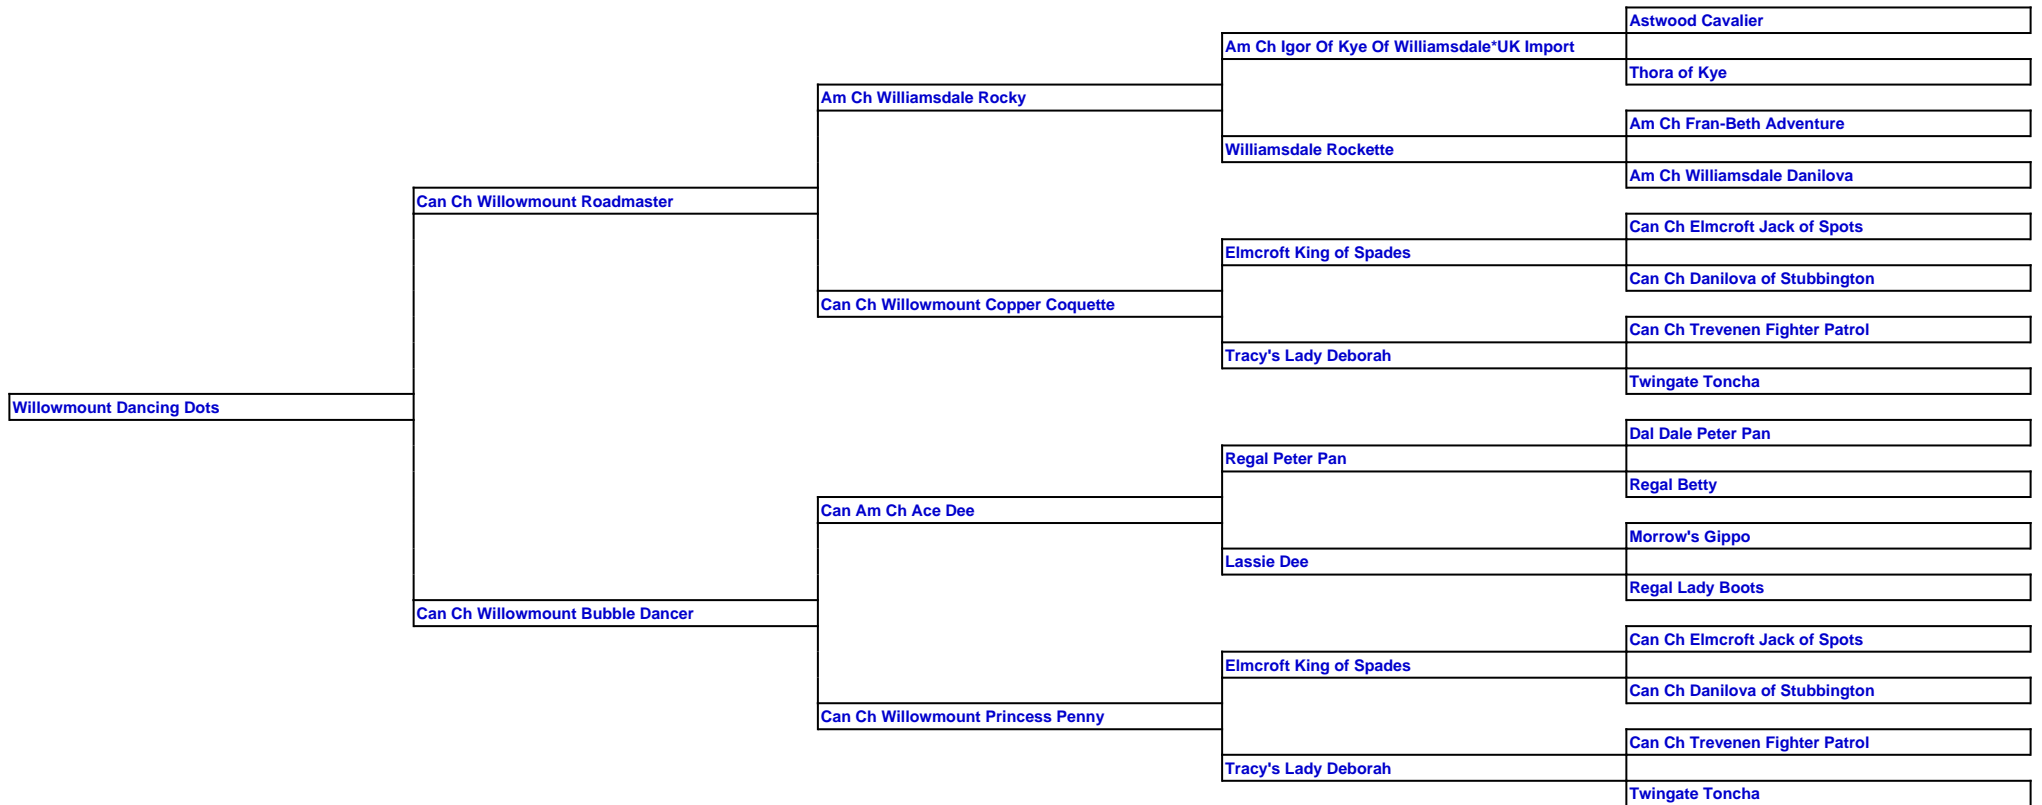 Astwood Cavalier
Am Ch Igor Of Kye Of Williamsdale*UK Import
Thora of Kye
Am Ch Williamsdale Rocky
Am Ch Fran-Beth Adventure
Williamsdale Rockette
Am Ch Williamsdale Danilova
Can Ch Willowmount Roadmaster
Can Ch Elmcroft Jack of Spots
Elmcroft King of Spades
Can Ch Danilova of Stubbington
Can Ch Willowmount Copper Coquette
Can Ch Trevenen Fighter Patrol
Tracy's Lady Deborah
Twingate Toncha
Willowmount Dancing Dots
Dal Dale Peter Pan
Regal Peter Pan
Regal Betty
Can Am Ch Ace Dee
Morrow's Gippo
Lassie Dee
Regal Lady Boots
Can Ch Willowmount Bubble Dancer
Can Ch Elmcroft Jack of Spots
Elmcroft King of Spades
Can Ch Danilova of Stubbington
Can Ch Willowmount Princess Penny
Can Ch Trevenen Fighter Patrol
Tracy's Lady Deborah
Twingate Toncha